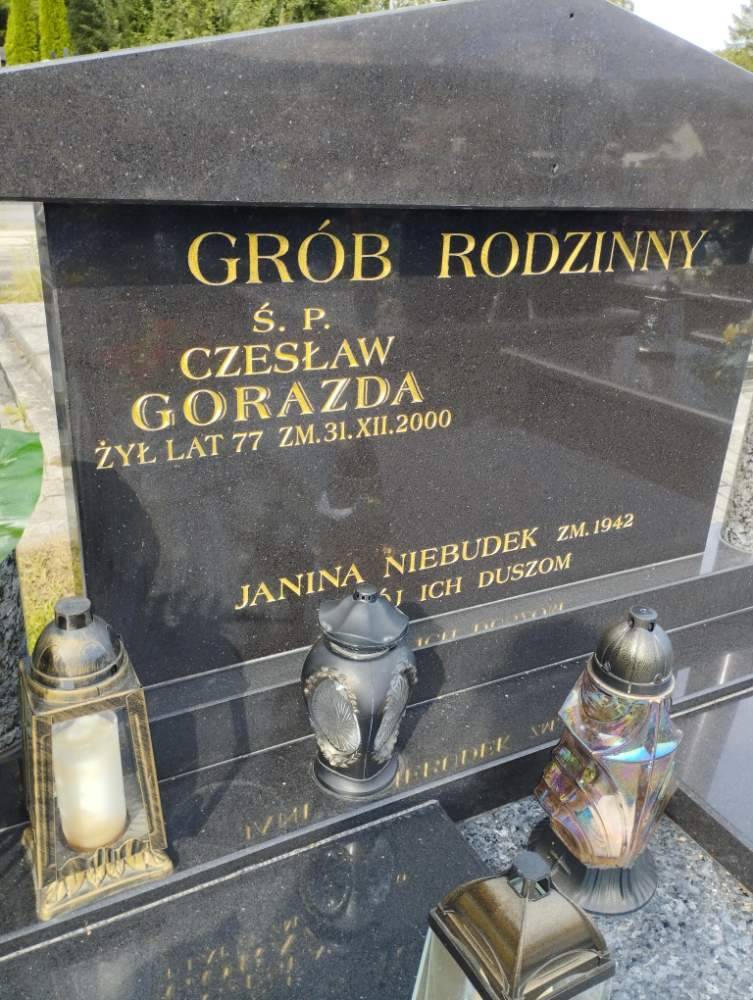 GRÓB RODZINNY
Ś. P.
CZESŁAW
GORAZDA
ŻYŁ LAT 77 ZM.31.XII.2000
JANINA NIEBUDEK ZM.1942
ICH DUSZOM